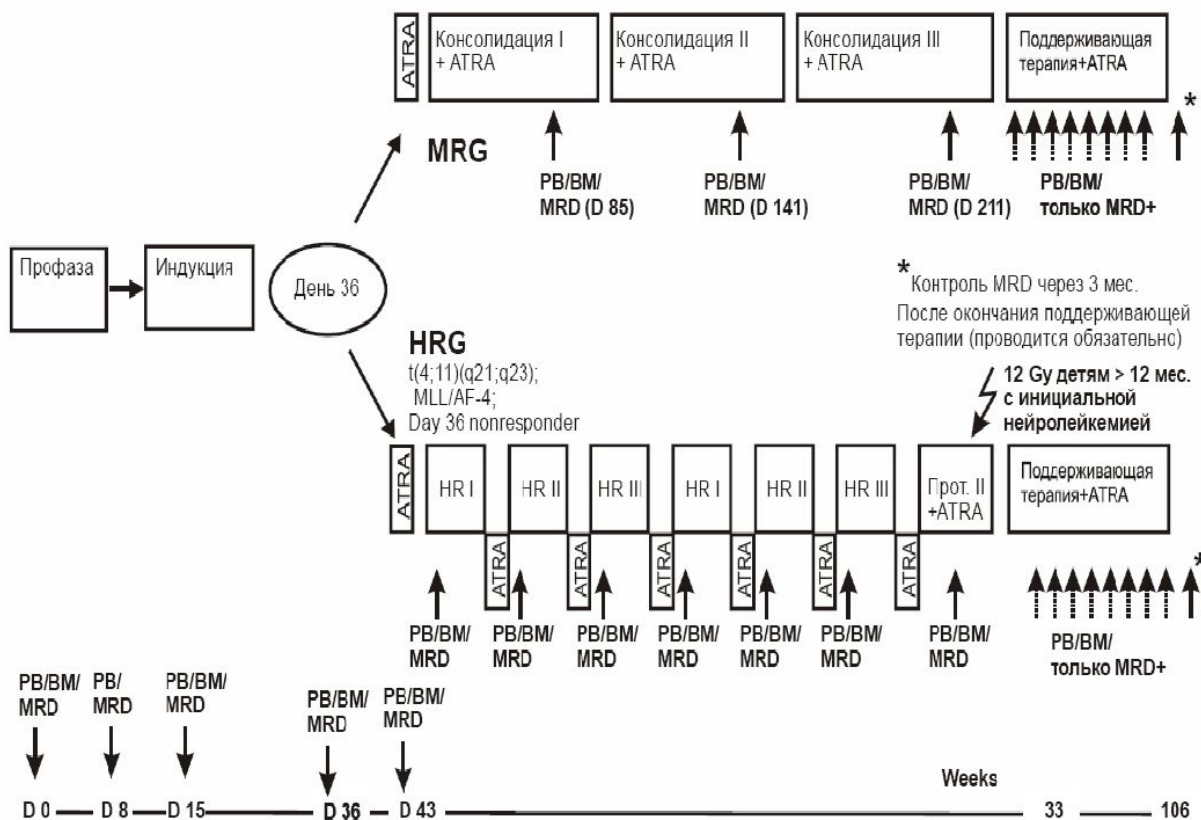 ATRA
Консолидация I
+ ATRA
Консолидация II
+ ATRA
Консолидация III
+ ATRA
Поддерживающая
терапия+ATRA
*
MRG
PB/BM/
MRD (D 85)
PB/BM/
MRD (D 141)
PB/BM/
MRD (D 211)
PB/BM/
только MRD+
Профаза
Индукция
День 36
*Контроль MRD через 3 мес.
После окончания поддерживающей
терапии (проводится обязательно)
HRG
t(4;11)(q21;q23);
MLL/AF-4;
Day 36 nonresponder
12 Gy детям > 12 мес.
с инициальной
нейролейкемией
ATRA
HR I
HR II
HR III
HR I
HR II
HR III
Прот. II
+ATRA
Поддерживающая
терапия+ATRA
ATRA
ATRA
ATRA
ATRA
ATRA
ATRA
*
PB/BM/
MRD
PB/BM/
MRD
PB/BM/
MRD
PB/BM/
MRD
PB/BM/
MRD
PB/BM/
MRD
PB/BM/
MRD
PB/BM/
только MRD+
PB/BM/
MRD
PB/
MRD
PB/BM/
MRD
PB/BM/
MRD
PB/BM/
MRD
Weeks
D 0 D 8 D 15 D 36 D 43 33 106